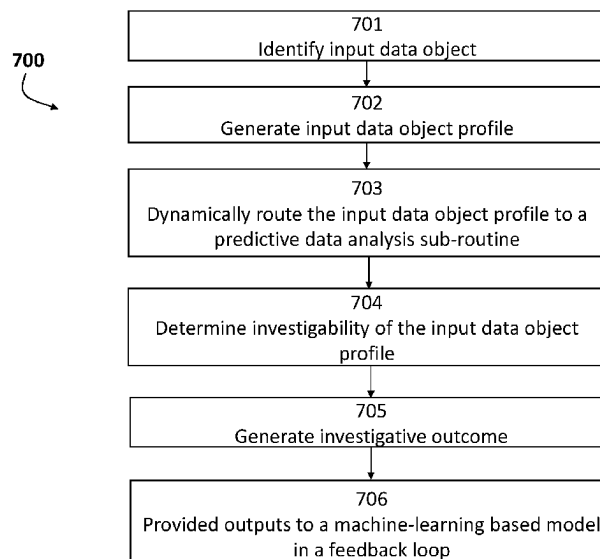 701
Identify input data object
700
702
Generate input data object profile
703
Dynamically route the input data object profile to a
predictive data analysis sub-routine
704
Determine investigability of the input data object
profile
705
Generate investigative outcome
706
Provided outputs to a machine-learning based model
in a feedback loop